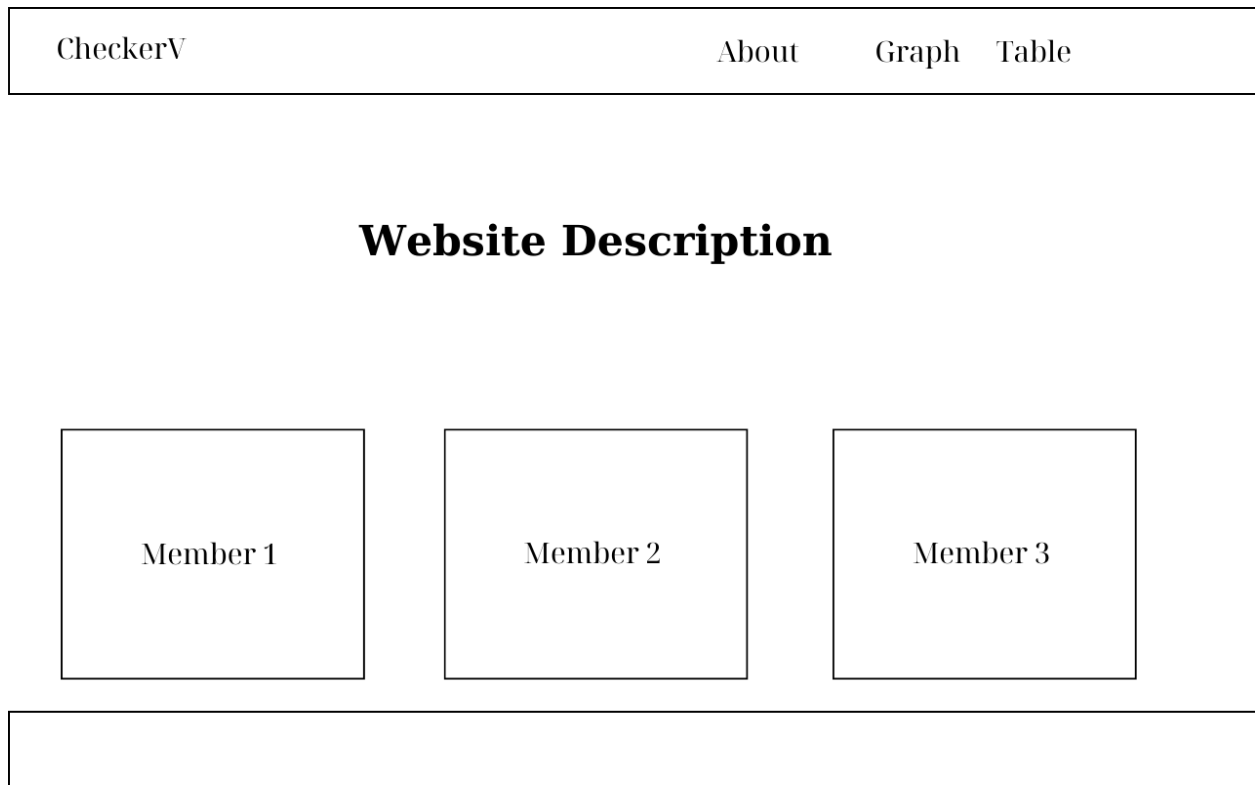 CheckerV
About
Graph
Table
Website Description
Member 1
Member 2
Member 3